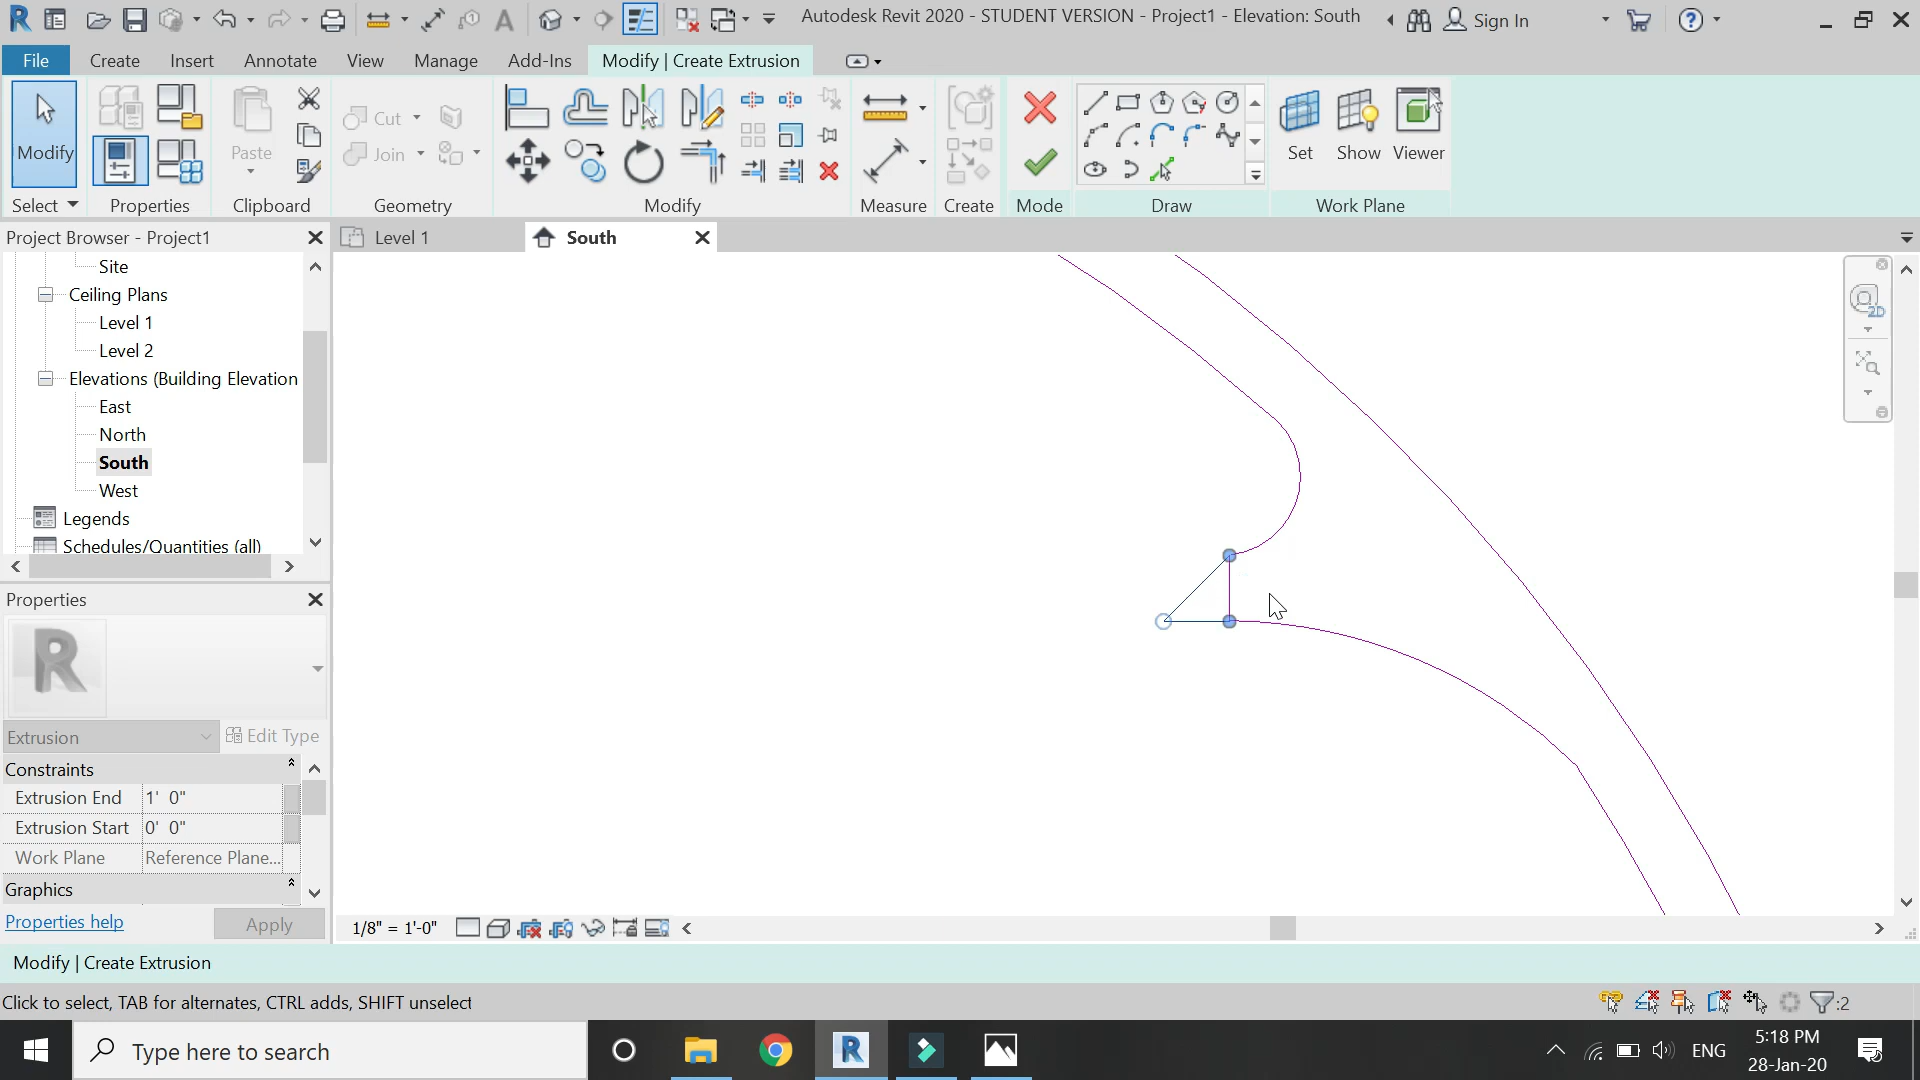 Autodesk Revit 2020 - STUDENT VERSION - Project1 - Elevation: South
Sign In
File
Create
Insert
Annotate
View
Manage
Add-Ins
Modify | Create Extrusion
Modify
Paste
Cut
Join
Set
Show
Viewer
Select
Properties
Clipboard
Geometry
Modify
Measure
Create
Mode
Draw
Work Plane
Project Browser - Project1
Level 1
South
Site
Ceiling Plans
Level 1
Level 2
Elevations (Building Elevation
East
North
South
West
Legends
Schedules/Quantities (all)
2D
Properties
Extrusion
Edit Type
Constraints
Extrusion End 1' 0"
Extrusion Start 0' 0"
Work Plane Reference Plane...
Graphics
Properties help
Apply
1/8" = 1'-0"
Modify | Create Extrusion
Click to select, TAB for alternates, CTRL adds, SHIFT unselect
:2
Type here to search
ENG
5:18 PM
28-Jan-20